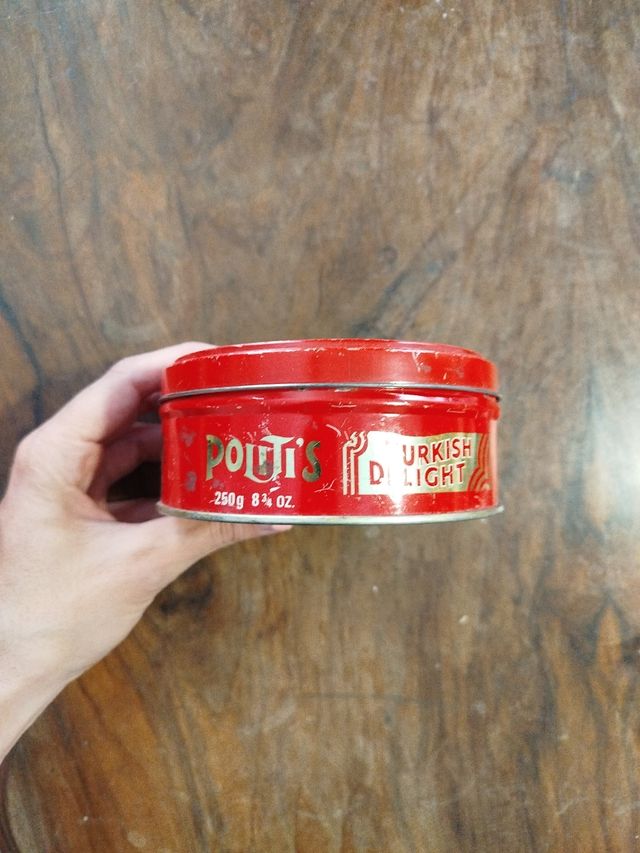 POLITI'S
250g 8¾ OZ.
TURKISH
DELIGHT